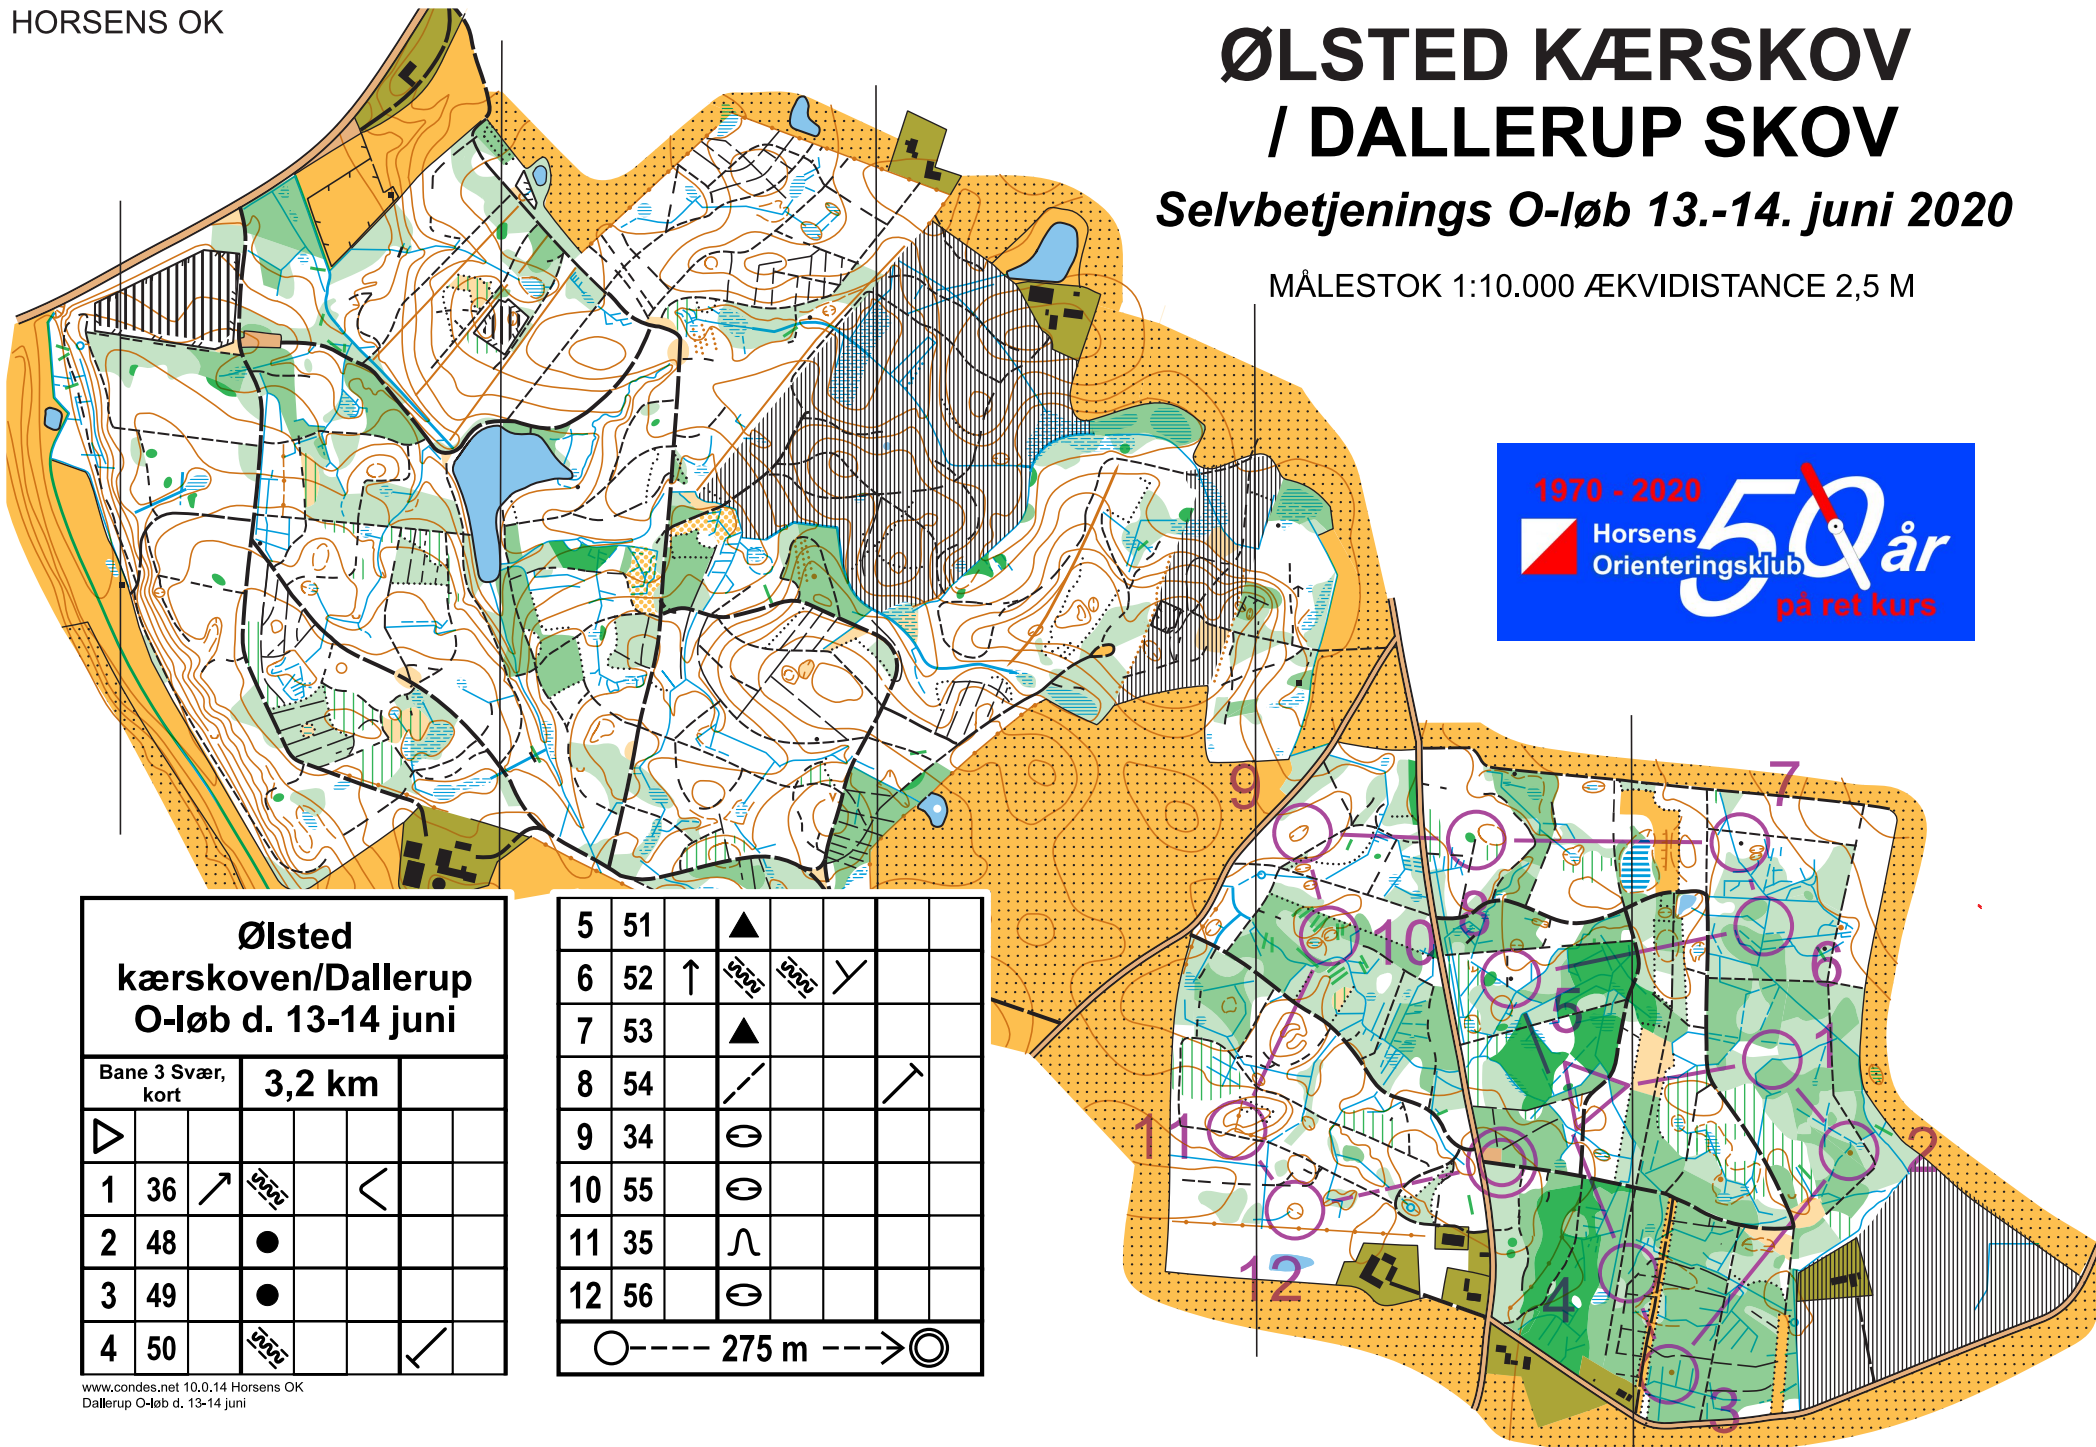 HORSENS OK
ØLSTED KÆRSKOV
/ DALLERUP SKOV
Selvbetjenings O-løb 13.-14. juni 2020
MÅLESTOK 1:10.000 ÆKVIDISTANCE 2,5 M
1970 - 2020
50 år
Horsens
Orienteringsklub
på ret kurs
7
9
8
10
6
5
1
11
2
12
4
3
Ølsted
kærskoven/Dallerup
O-løb d. 13-14 juni
Bane 3 Svær,
kort
3,2 km
1 36
2 48
3 49
4 50
5 51
6 52
7 53
8 54
9 34
10 55
11 35
12 56
275 m
www.condes.net 10.0.14 Horsens OK
Dallerup O-løb d. 13-14 juni